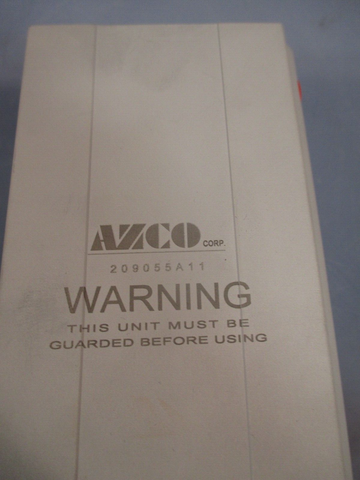 AZCO CORP.
209055A11
WARNING
THIS UNIT MUST BE
GUARDED BEFORE USING